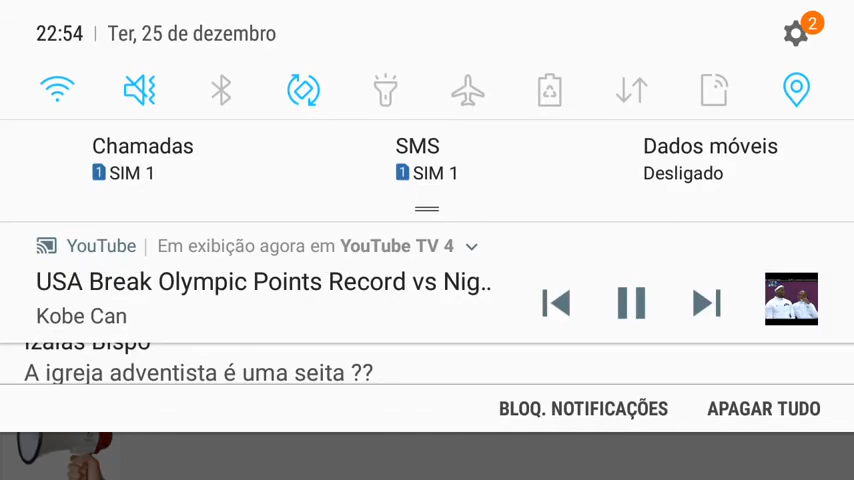 22:54 | Ter, 25 de dezembro
2
Chamadas
1 SIM 1
SMS
1 SIM 1
Dados móveis
Desligado
YouTube | Em exibição agora em YouTube TV 4
USA Break Olympic Points Record vs Nig..
Kobe Can
Izaias Bispo
A igreja adventista é uma seita ??
BLOQ. NOTIFICAÇÕES
APAGAR TUDO